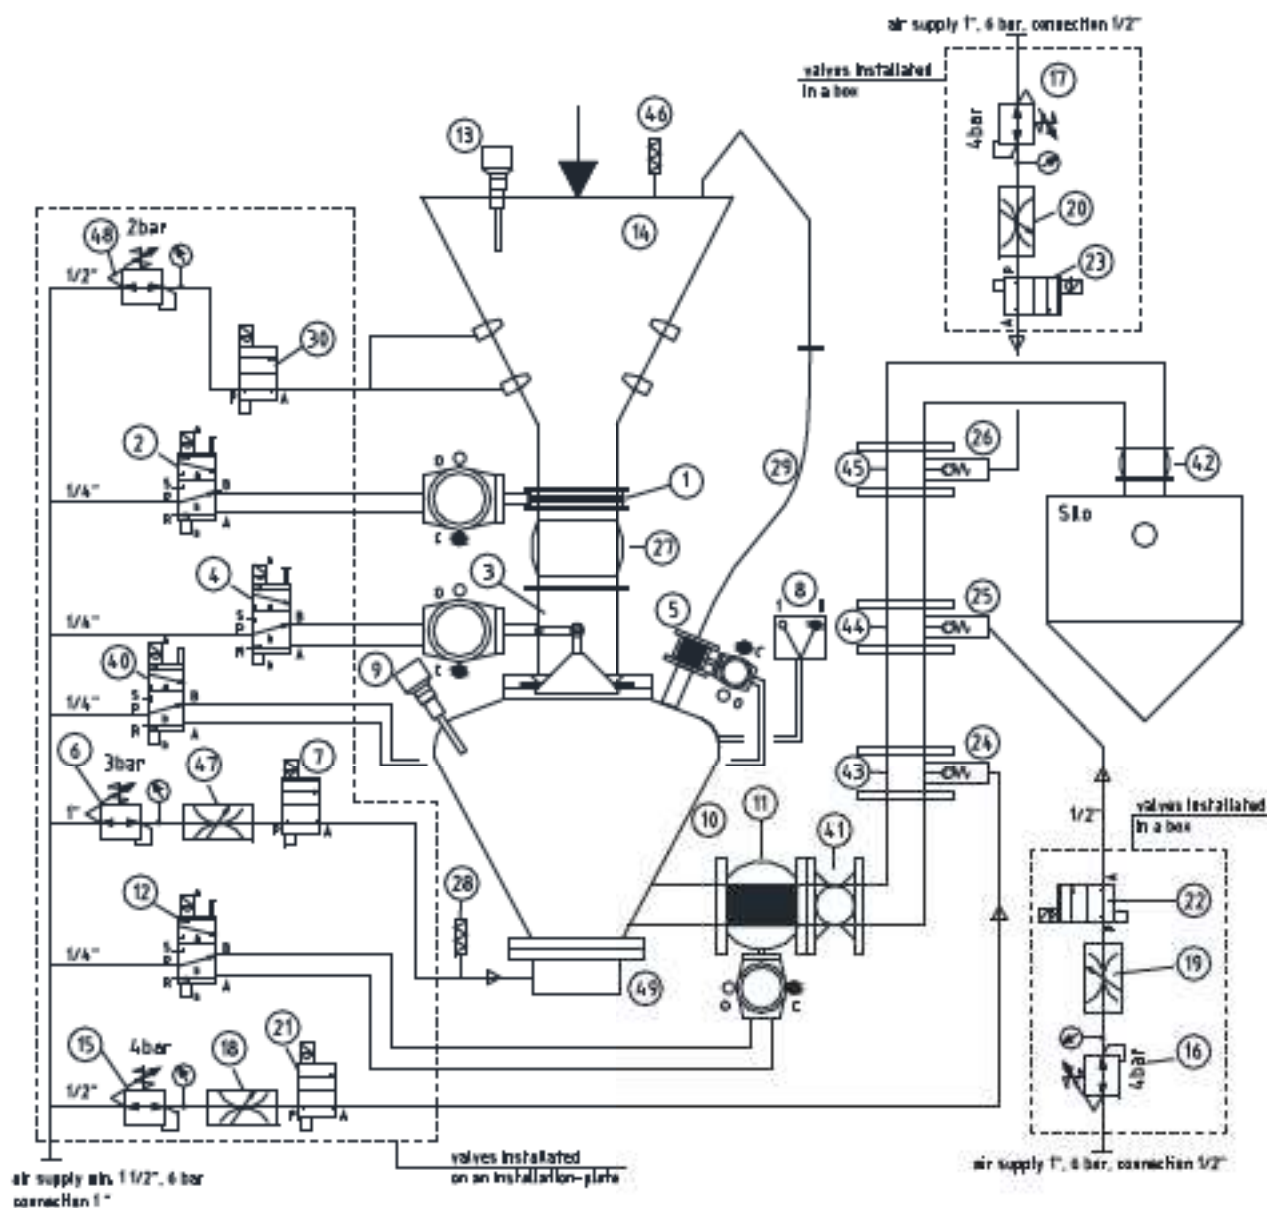 air supply 1", 6 bar, connection 1/2"
valves installated
in a box
17
4bar
20
P
23
A
13
46
14
48
2bar
1/2"
30
P
A
2
1/4"
S
P
R
B
A
O
C
1
27
29
4
1/4"
S
P
B
A
O
C
3
5
C
O
8
I
II
26
45
42
Silo
25
44
24
43
40
1/4"
S
P
R
B
A
9
6
3bar
47
7
1"
P
A
10
11
41
1/2"
valves installated
in a box
12
1/4"
S
P
R
B
A
28
49
O
C
A
22
P
19
15
4bar
18
21
1/2"
P
A
16
4bar
valves installated
on an installation-plate
air supply min. 1 1/2", 6 bar
connection 1"
air supply 1", 6 bar, connection 1/2"